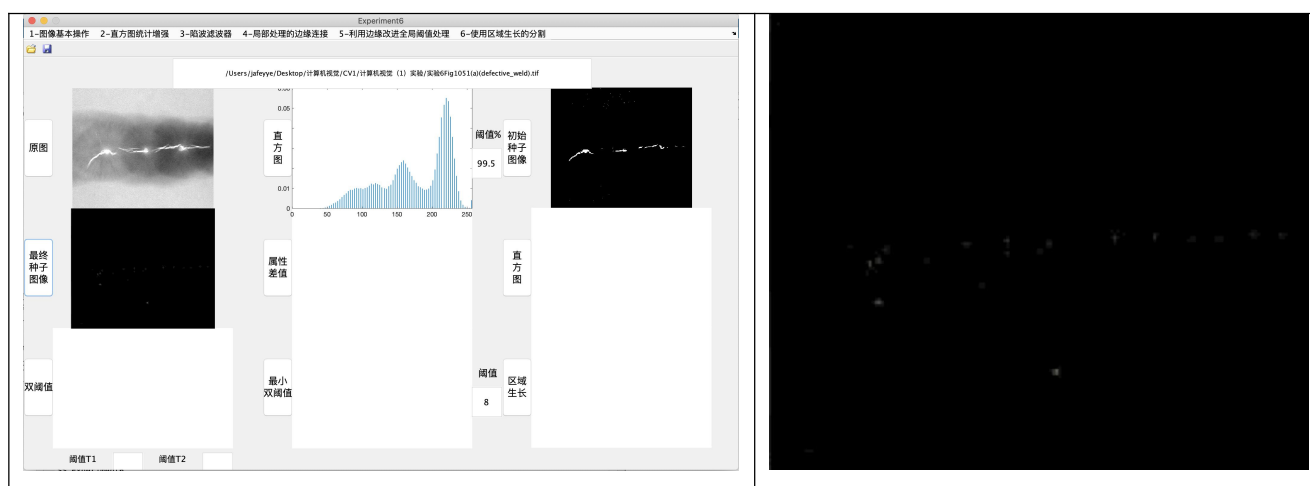 Experiment6
1-图像基本操作 2-直方图统计增强 3-陷波滤波器 4-局部处理的边缘连接 5-利用边缘改进全局阈值处理 6-使用区域生长的分割
/Users/jafeyye/Desktop/计算机视觉/CV1/计算机视觉（1）实验/实验6Fig1051(a)(defective_weld).tif
原图
直
方
图
0.05
0.01
0
0 50 100 150 200 250
阈值%
99.5
初始
种子
图像
最终
种子
图像
属性
差值
直
方
图
双阈值
最小
双阈值
阈值
8
区域
生长
阈值T1 阈值T2